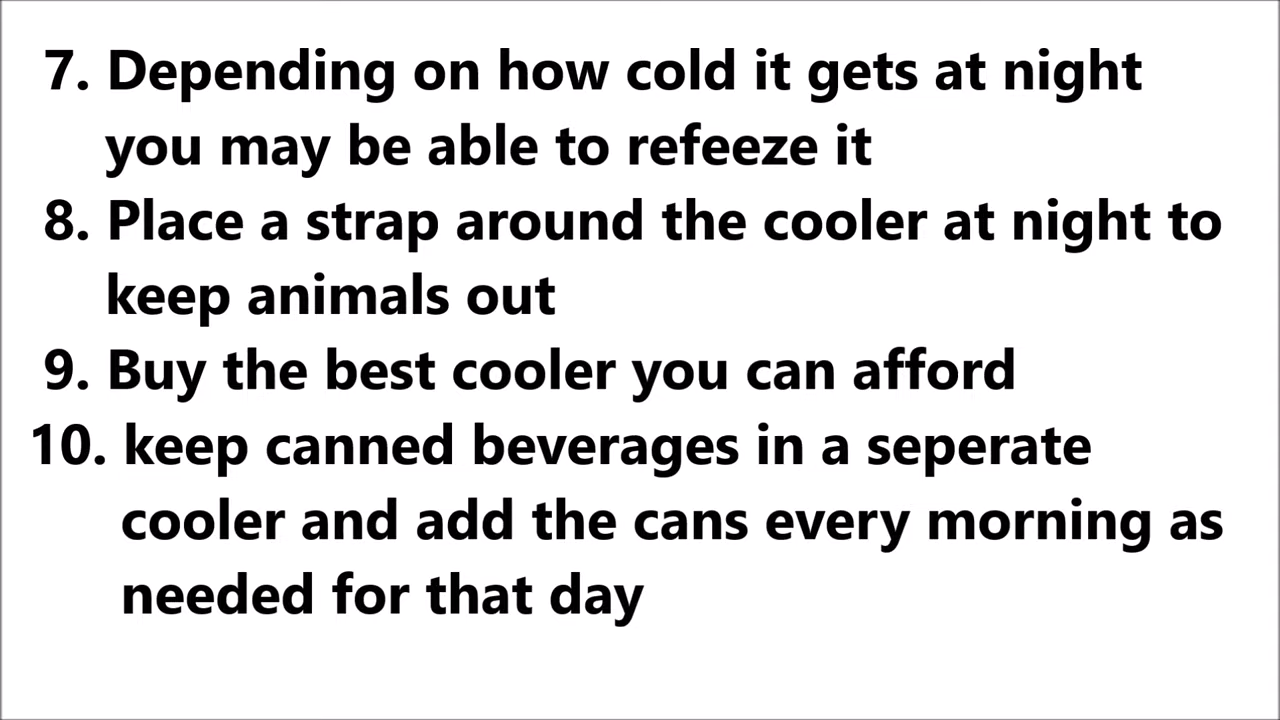 7. Depending on how cold it gets at night
you may be able to refeeze it
8. Place a strap around the cooler at night to
keep animals out
9. Buy the best cooler you can afford
10. keep canned beverages in a seperate
cooler and add the cans every morning as
needed for that day